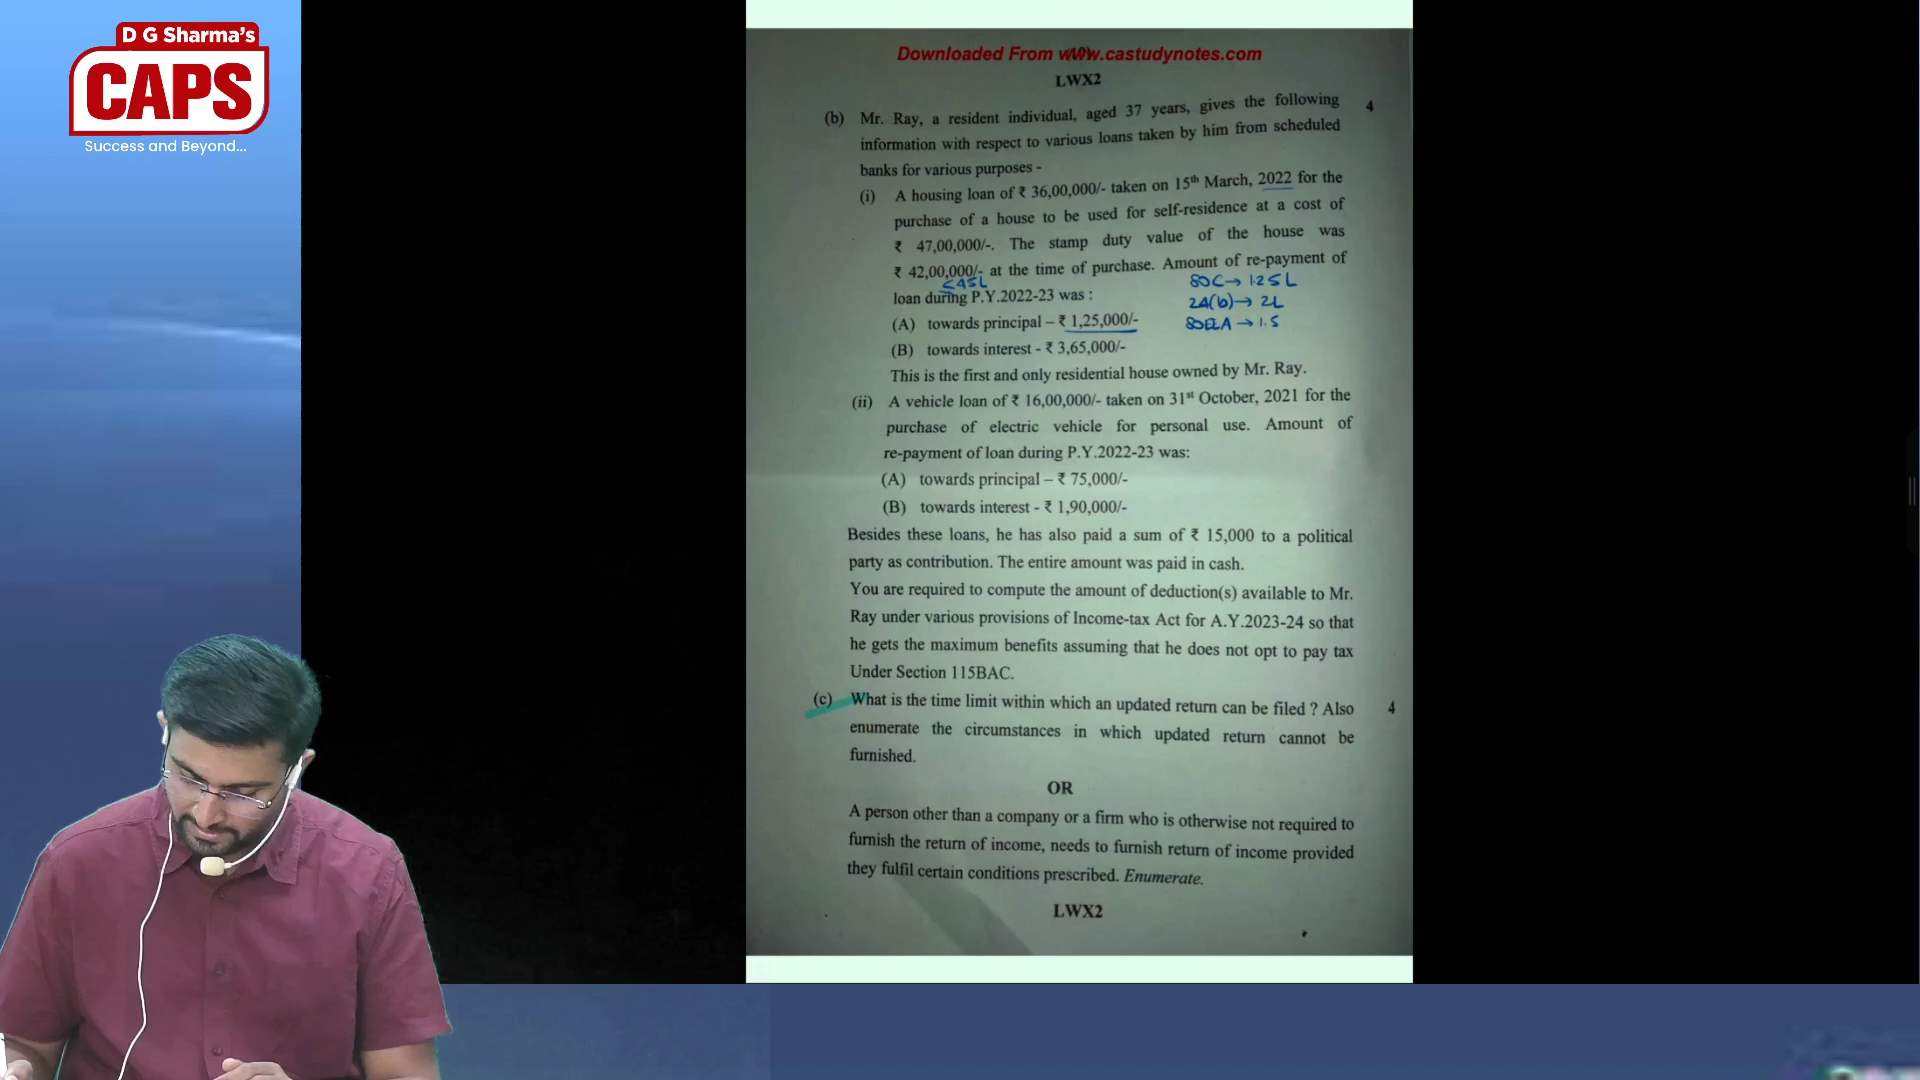 D G Sharma's
CAPS
Success and Beyond...
Downloaded From www.castudynotes.com
LWX2
(b) Mr. Ray, a resident individual, aged 37 years, gives the following 4
information with respect to various loans taken by him from scheduled
banks for various purposes -
(i) A housing loan of ₹ 36,00,000/- taken on 15th March, 2022 for the
purchase of a house to be used for self-residence at a cost of
₹ 47,00,000/-. The stamp duty value of the house was
₹ 42,00,000/- at the time of purchase. Amount of re-payment of
≤45L
80C→ 1.25L
loan during P.Y.2022-23 was :
24(b)→ 2L
(A) towards principal – ₹ 1,25,000/-
80EEA → 1.5
(B) towards interest - ₹ 3,65,000/-
This is the first and only residential house owned by Mr. Ray.
(ii) A vehicle loan of ₹ 16,00,000/- taken on 31st October, 2021 for the
purchase of electric vehicle for personal use. Amount of
re-payment of loan during P.Y.2022-23 was:
(A) towards principal – ₹ 75,000/-
(B) towards interest - ₹ 1,90,000/-
Besides these loans, he has also paid a sum of ₹ 15,000 to a political
party as contribution. The entire amount was paid in cash.
You are required to compute the amount of deduction(s) available to Mr.
Ray under various provisions of Income-tax Act for A.Y.2023-24 so that
he gets the maximum benefits assuming that he does not opt to pay tax
Under Section 115BAC.
(c) What is the time limit within which an updated return can be filed ? Also 4
enumerate the circumstances in which updated return cannot be
furnished.
OR
A person other than a company or a firm who is otherwise not required to
furnish the return of income, needs to furnish return of income provided
they fulfil certain conditions prescribed. Enumerate.
LWX2